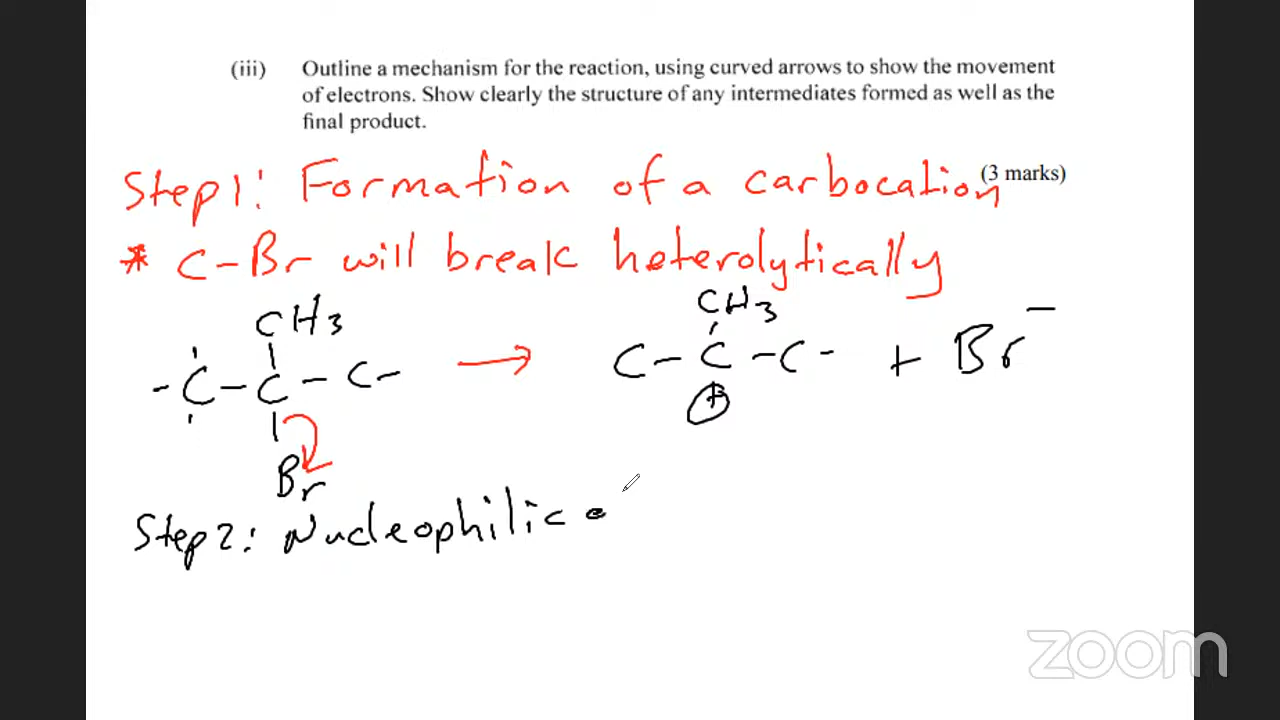 (iii) Outline a mechanism for the reaction, using curved arrows to show the movement
of electrons. Show clearly the structure of any intermediates formed as well as the
final product.
(3 marks)
Step1: Formation of a carbocation
* C-Br will break heterolytically
CH3 CH3
- C - C - C - → C - C - C - + Br⁻
+
Br
Step2: Nucleophilic
zoom